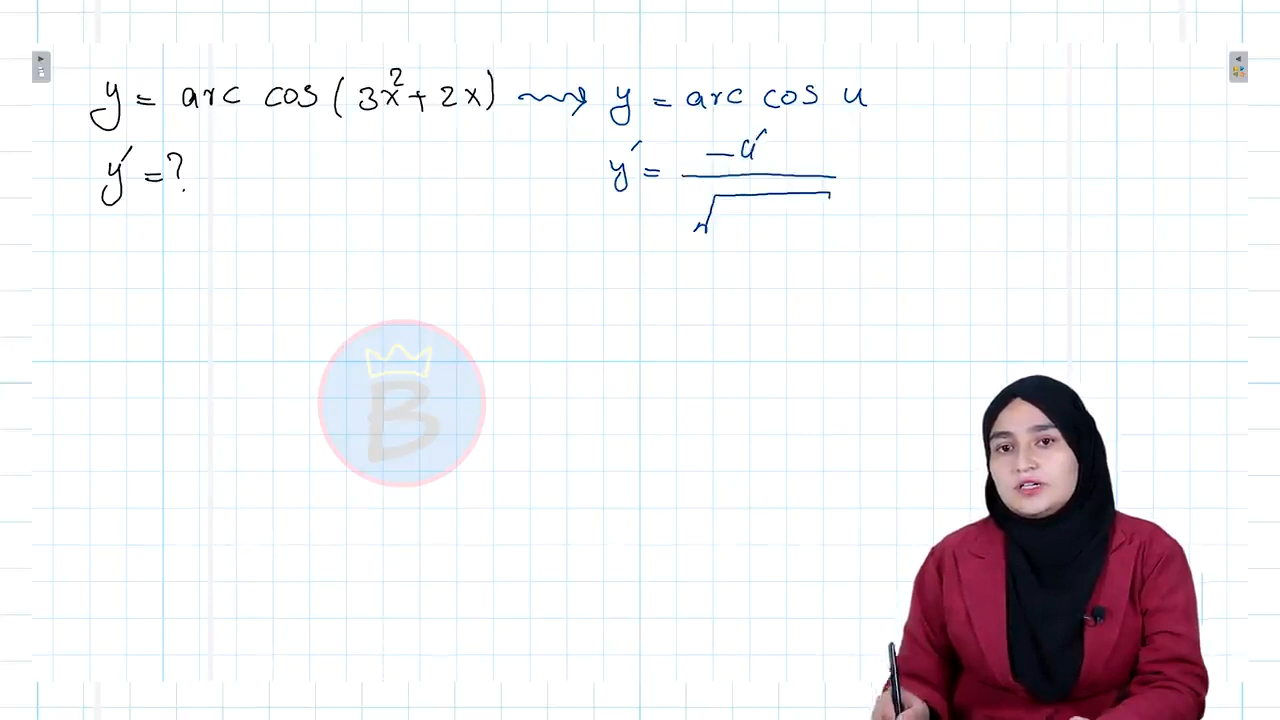 y = arc cos (3x²+2x) ⇝ y = arc cos u
y′ = ?
y′ = -u′/√
B